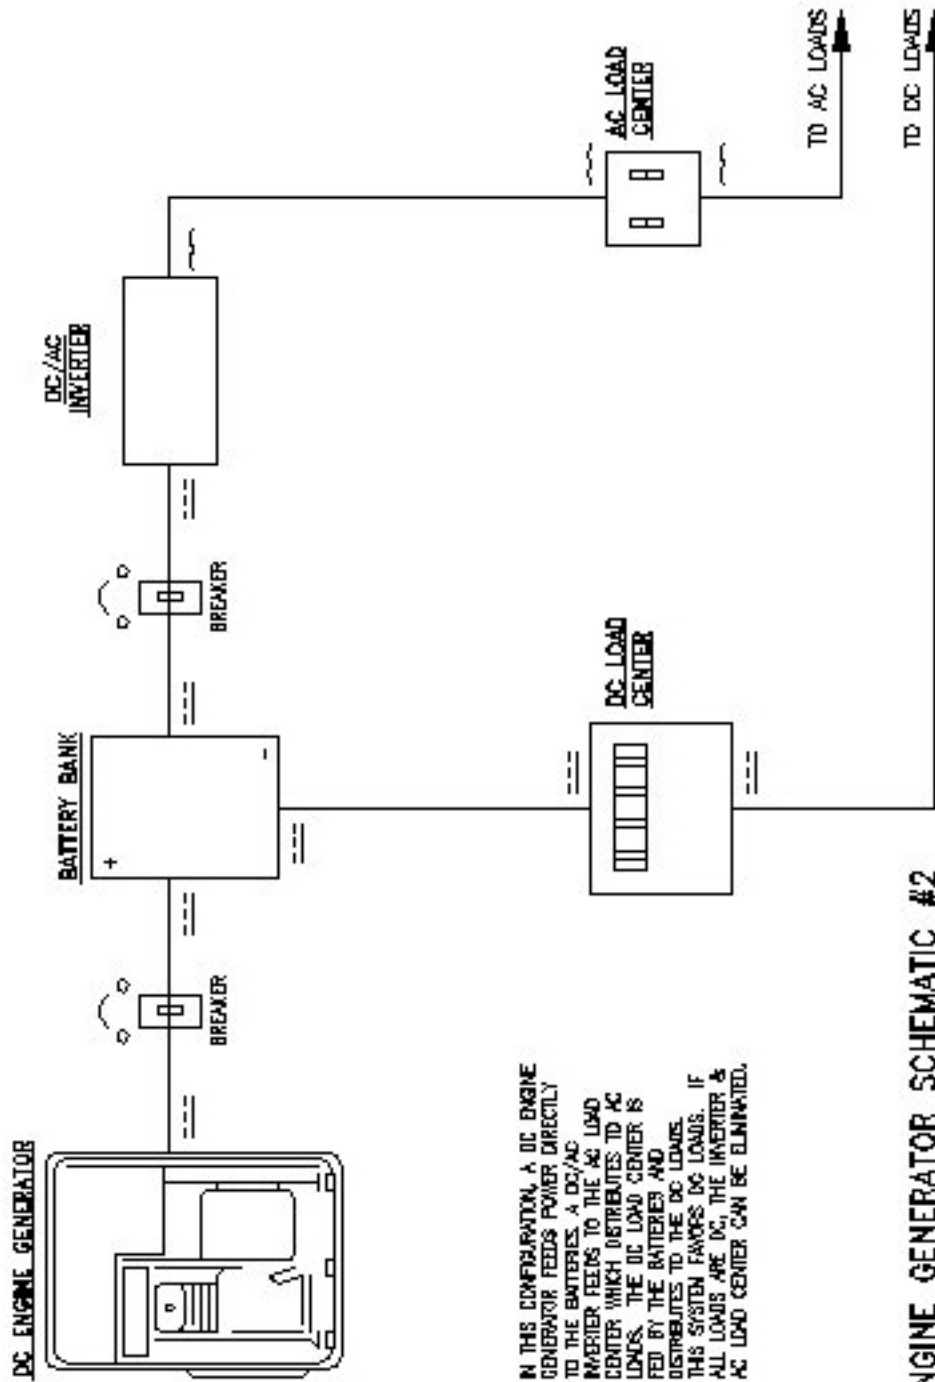 DC ENGINE GENERATOR
BREAKER
BATTERY BANK
+
-
BREAKER
DC/AC
INVERTER
DC LOAD
CENTER
AC LOAD
CENTER
TO AC LOADS
TO DC LOADS
IN THIS CONFIGURATION, A DC ENGINE
GENERATOR FEEDS POWER DIRECTLY
TO THE BATTERIES. A DC/AC
INVERTER FEEDS TO THE AC LOAD
CENTER WHICH DISTRIBUTES TO AC
LOADS. THE DC LOAD CENTER IS
FED BY THE BATTERIES AND
DISTRIBUTES TO THE DC LOADS.
THIS SYSTEM FAVORS DC LOADS. IF
ALL LOADS ARE DC, THE INVERTER &
AC LOAD CENTER CAN BE ELIMINATED.
NGINE GENERATOR SCHEMATIC #2